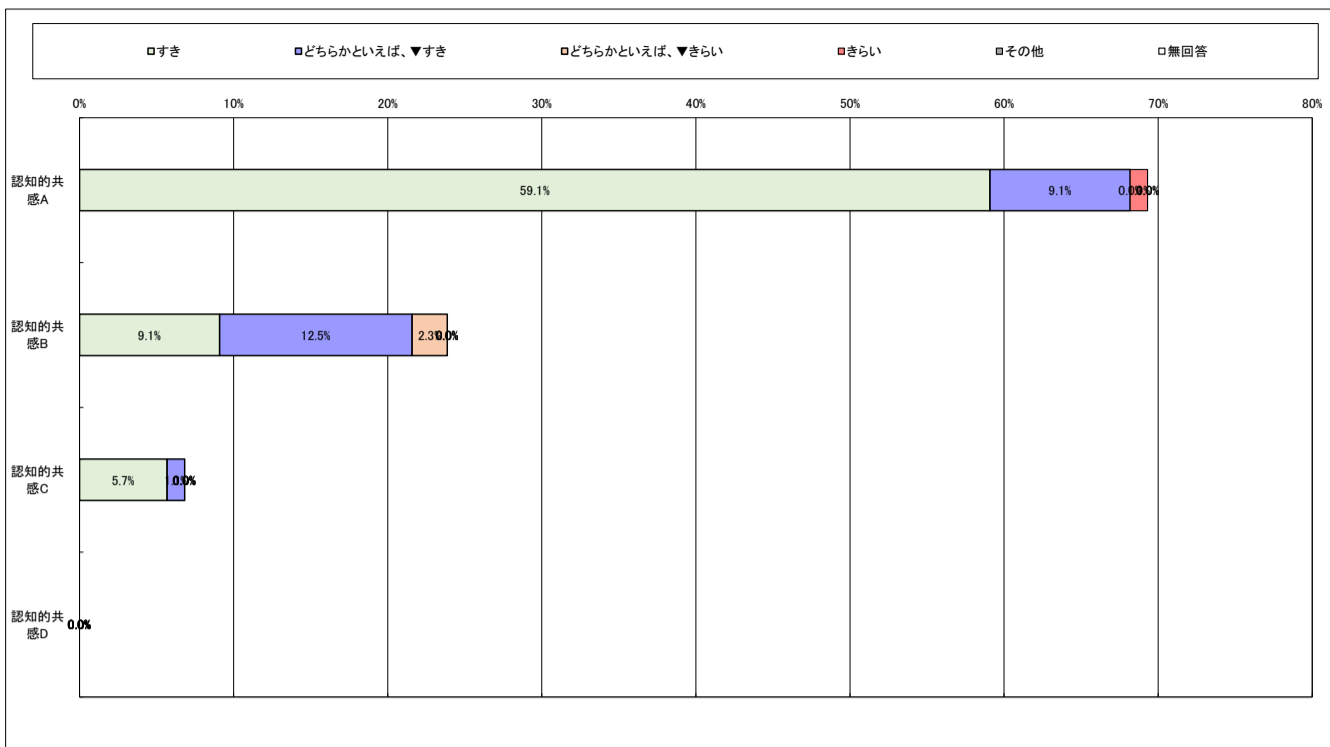 すき どちらかといえば、▼すき どちらかといえば、▼きらい きらい その他 無回答
0% 10% 20% 30% 40% 50% 60% 70% 80%
認知的共
感A
59.1% 9.1%
認知的共
感B
9.1% 12.5% 2.3% 0.0%
認知的共
感C
5.7%
認知的共
感D
0.0%